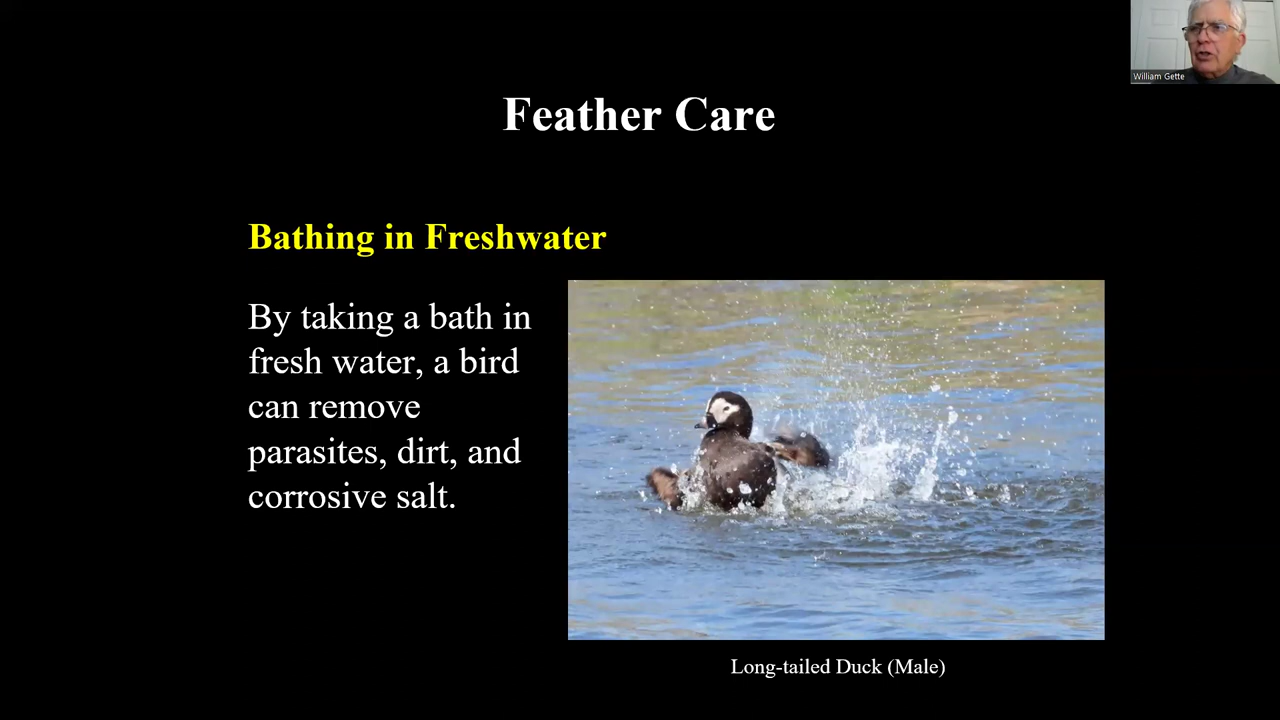 William Gette
Feather Care
Bathing in Freshwater
By taking a bath in
fresh water, a bird
can remove
parasites, dirt, and
corrosive salt.
Long-tailed Duck (Male)